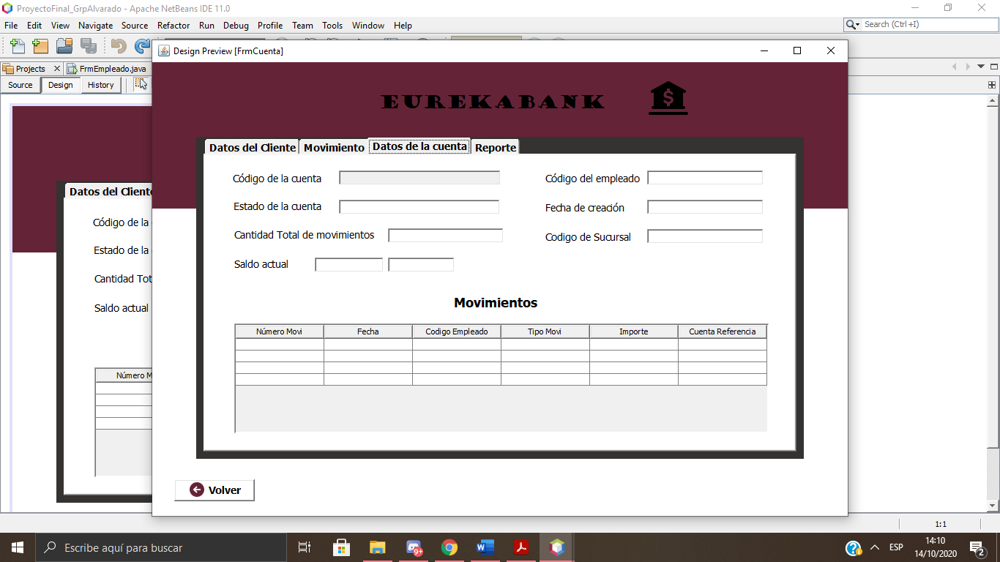 ProyectoFinal_GrpAlvarado - Apache NetBeans IDE 11.0
File Edit View Navigate Source Refactor Run Debug Profile Team Tools Window Help
Search (Ctrl+I)
Design Preview [FrmCuenta]
Projects FrmEmpleado.java
Source Design History
EUREKABANK
Datos del Cliente Movimiento Datos de la cuenta Reporte
Código de la cuenta Código del empleado
Estado de la cuenta Fecha de creación
Cantidad Total de movimientos Codigo de Sucursal
Saldo actual
Movimientos
Número Movi Fecha Codigo Empleado Tipo Movi Importe Cuenta Referencia
Volver
Datos del Cliente
Código de la
Estado de la
Cantidad Tot
Saldo actual
Número M
1:1
Escribe aquí para buscar
9+
ESP
14:10
14/10/2020
2